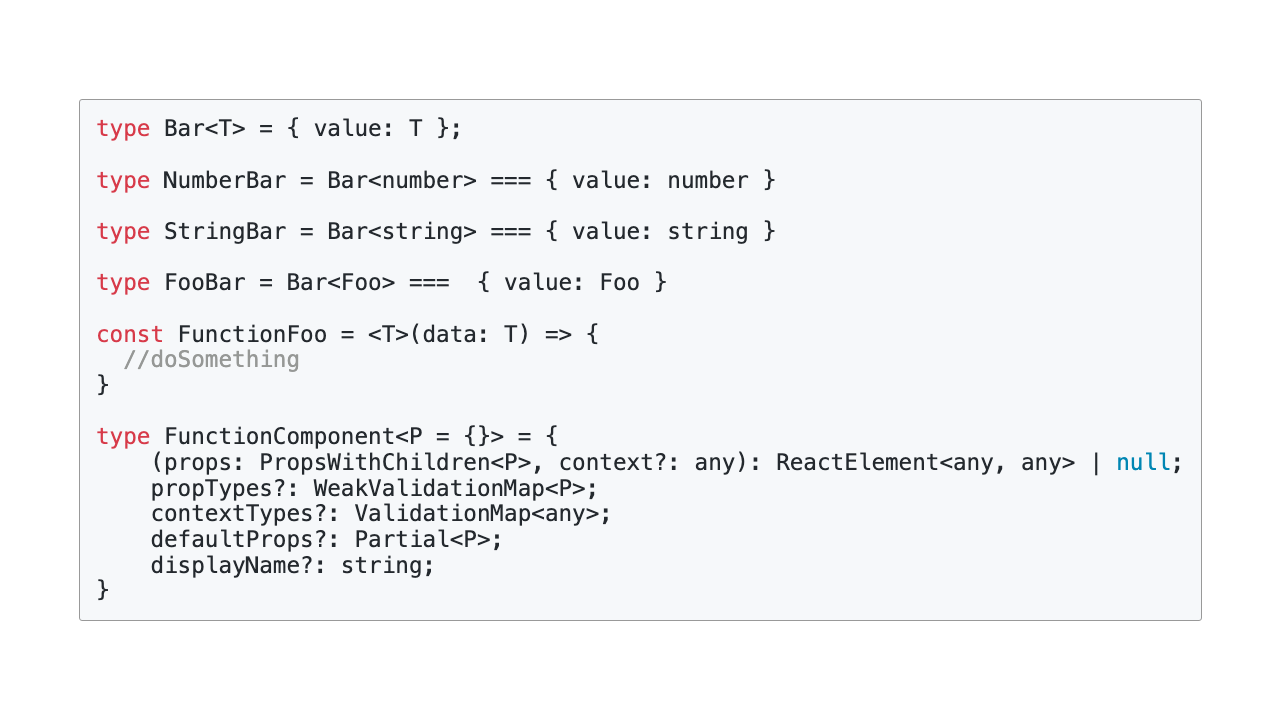 type Bar<T> = { value: T };
type NumberBar = Bar<number> === { value: number }
type StringBar = Bar<string> === { value: string }
type FooBar = Bar<Foo> ===  { value: Foo }
const FunctionFoo = <T>(data: T) => {
  //doSomething
}
type FunctionComponent<P = {}> = {
    (props: PropsWithChildren<P>, context?: any): ReactElement<any, any> | null;
    propTypes?: WeakValidationMap<P>;
    contextTypes?: ValidationMap<any>;
    defaultProps?: Partial<P>;
    displayName?: string;
}